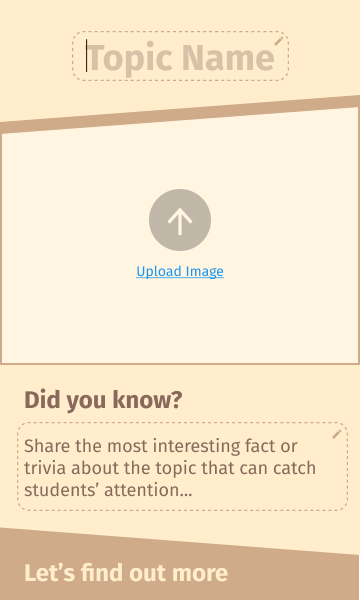 Topic Name
Upload Image
Did you know?
Share the most interesting fact or
trivia about the topic that can catch
students’ attention...
Let’s find out more